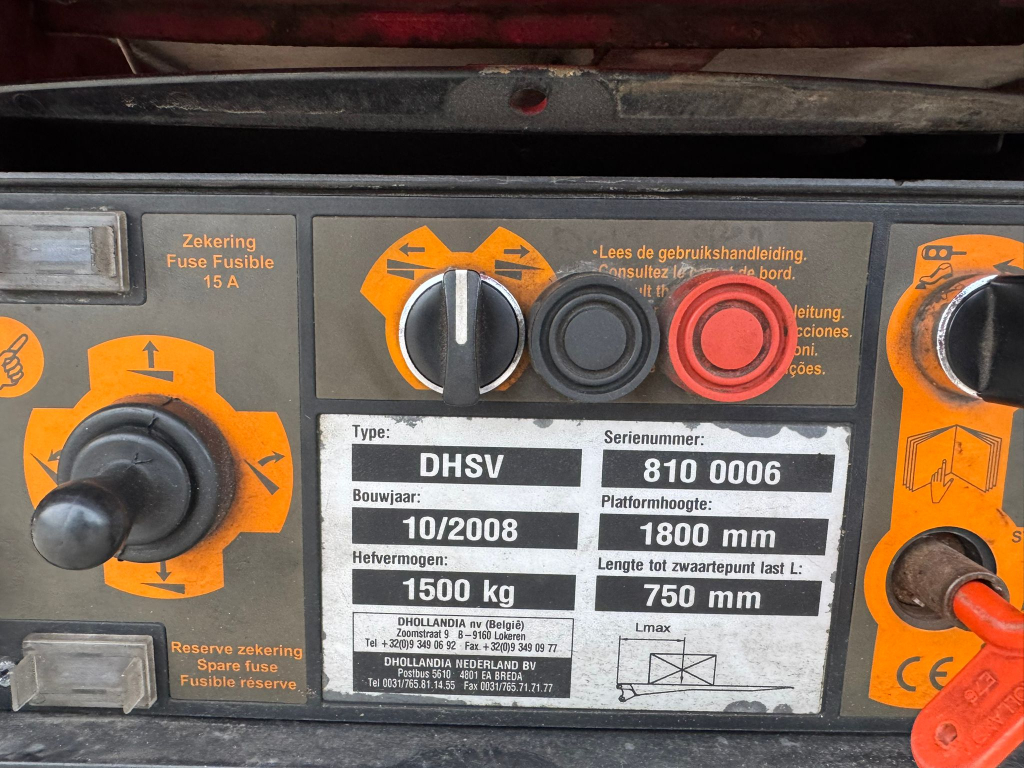 Zekering
Fuse Fusible
15 A
•Lees de gebruikshandleiding.
Consultez le de bord.
leitung.
Type:
DHSV
Serienummer:
810 0006
Bouwjaar:
10/2008
Platformhoogte:
1800 mm
Hefvermogen:
1500 kg
Lengte tot zwaartepunt last L:
750 mm
DHOLLANDIA nv (België)
Zoomstraat 9 B–9160 Lokeren
Tel +32(0)9 349 06 92 Fax. +32(0)9 349 09 77
DHOLLANDIA NEDERLAND BV
Postbus 5610 4801 EA BREDA
Tel 0031/765.81.14.55 Fax 0031/765.71.71.77
Lmax
Reserve zekering
Spare fuse
Fusible réserve
CE